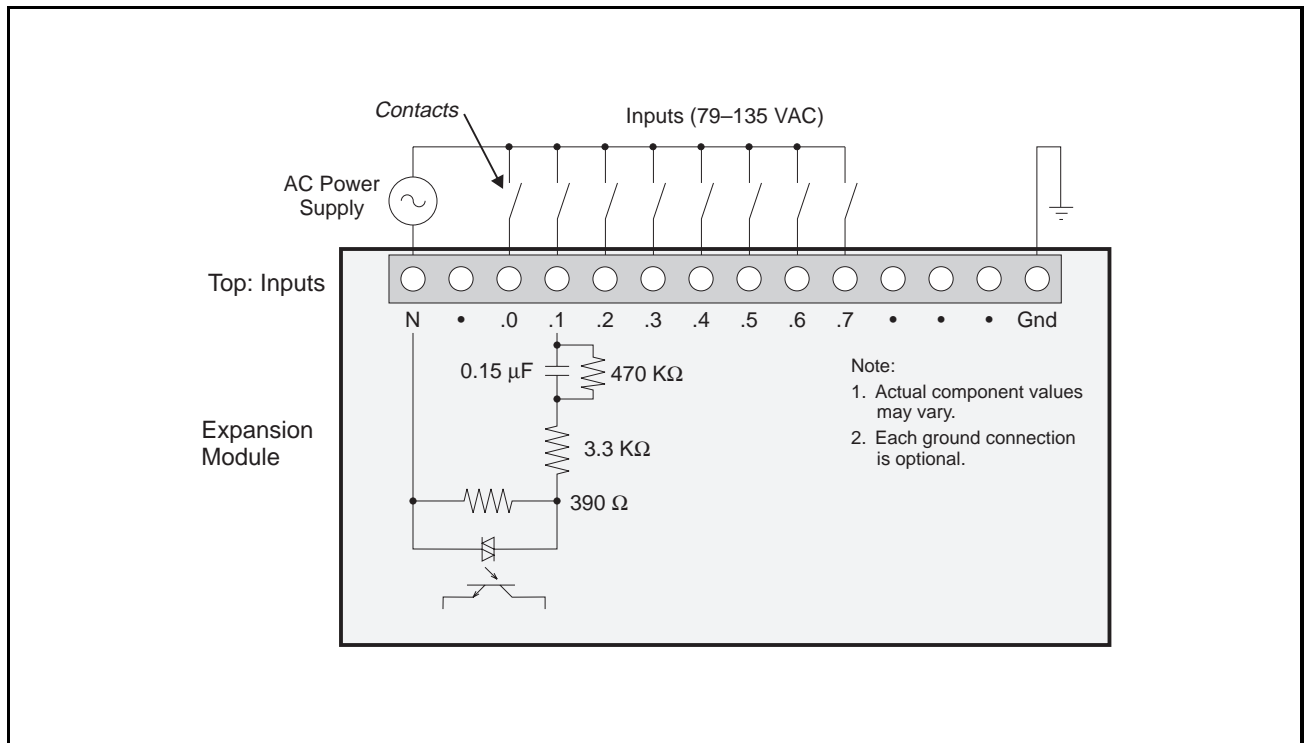 Contacts
Inputs (79–135 VAC)
AC Power
Supply
Top: Inputs
N • .0 .1 .2 .3 .4 .5 .6 .7 • • • Gnd
0.15 μF
470 KΩ
3.3 KΩ
390 Ω
Expansion
Module
Note:
1. Actual component values
may vary.
2. Each ground connection
is optional.